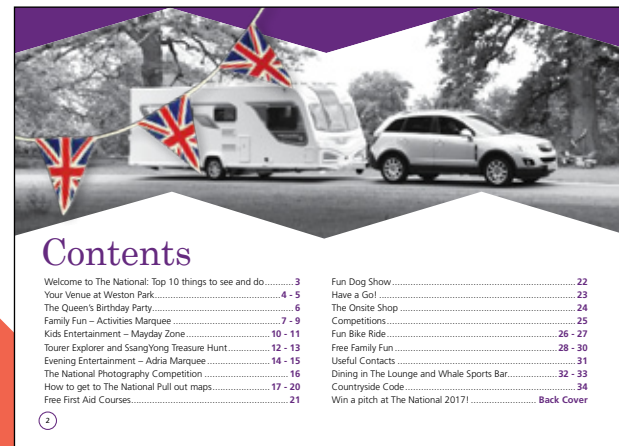 Contents
Welcome to The National: Top 10 things to see and do.......... 3
Your Venue at Weston Park.................................................. 4 - 5
The Queen's Birthday Party........................................................ 6
Family Fun – Activities Marquee........................................... 7 - 9
Kids Entertainment – Mayday Zone.................................. 10 - 11
Tourer Explorer and SsangYong Treasure Hunt................ 12 - 13
Evening Entertainment – Adria Marquee........................... 14 - 15
The National Photography Competition ............................... 16
How to get to The National Pull out maps...................... 17 - 20
Free First Aid Courses............................................................... 21
Fun Dog Show............................................................... 22
Have a Go!..................................................................... 23
The Onsite Shop ............................................................ 24
Competitions.................................................................. 25
Fun Bike Ride............................................................ 26 - 27
Free Family Fun......................................................... 28 - 30
Useful Contacts .............................................................. 31
Dining in The Lounge and Whale Sports Bar................. 32 - 33
Countryside Code ........................................................... 34
Win a pitch at The National 2017! ....................... Back Cover
2